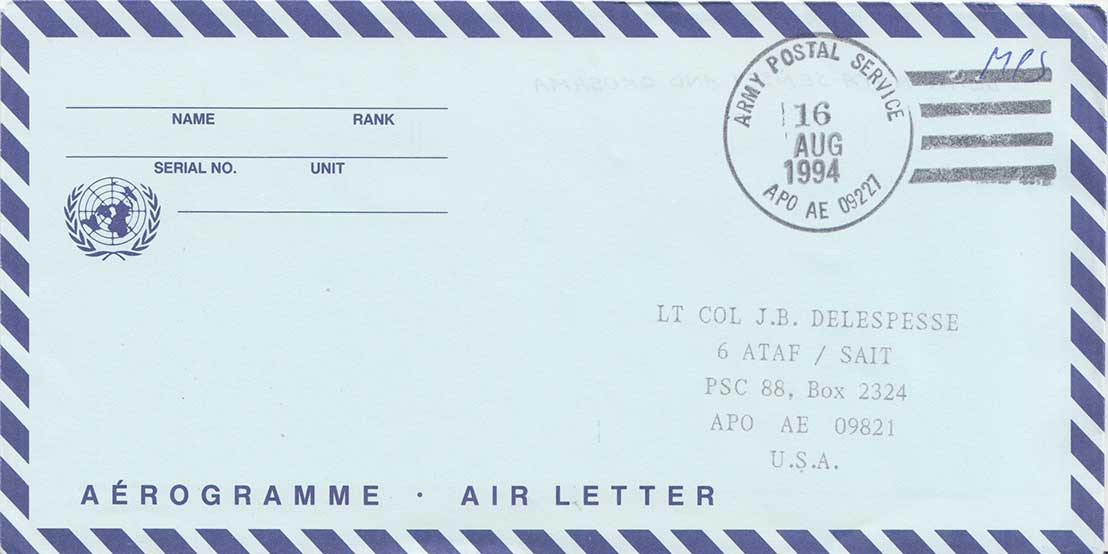 NAME RANK
SERIAL NO. UNIT
ARMY POSTAL SERVICE
16
AUG
1994
APO AE 09227
MPS
LT COL J.B. DELESPESSE
6 ATAF / SAIT
PSC 88, Box 2324
APO AE 09821
U.S.A.
AÉROGRAMME · AIR LETTER